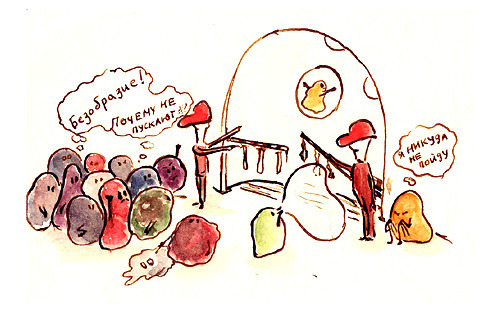 Безобразие!
Почему не
пускают?!
Я никуда
не
пойду